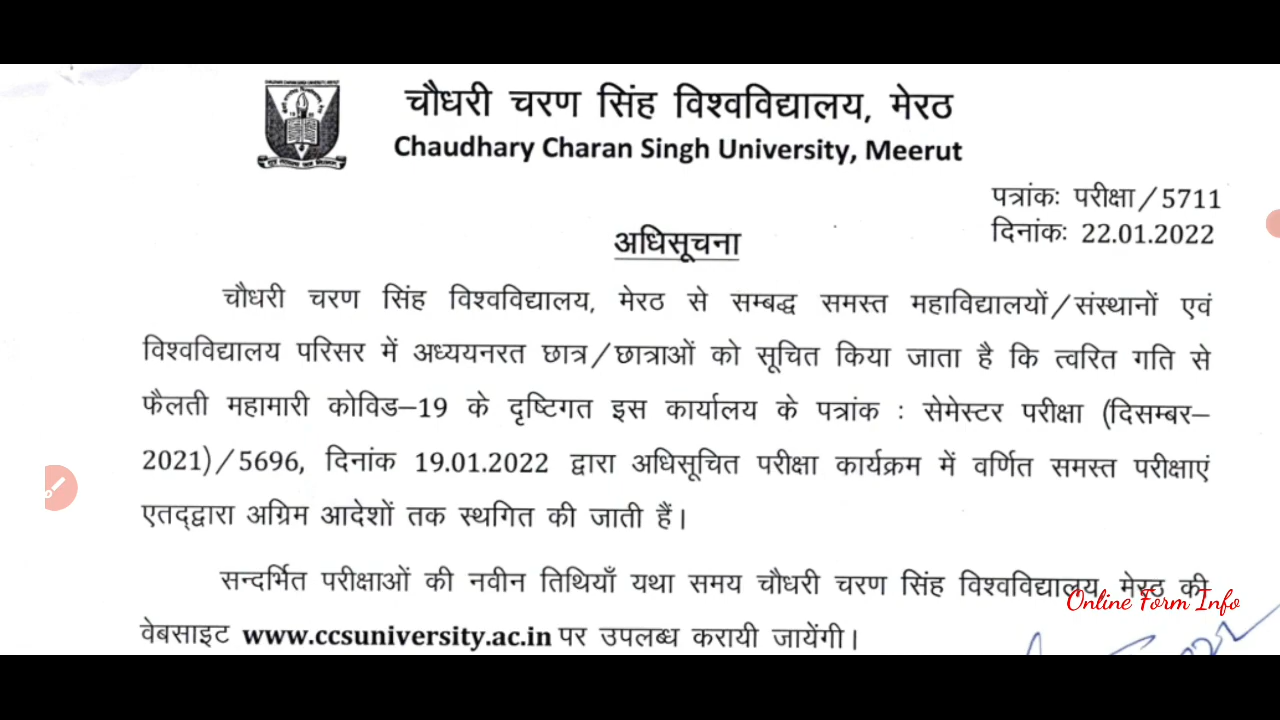 चौधरी चरण सिंह विश्वविद्यालय, मेरठ
Chaudhary Charan Singh University, Meerut
पत्रांकः परीक्षा/5711
दिनांकः 22.01.2022
अधिसूचना
चौधरी चरण सिंह विश्वविद्यालय, मेरठ से सम्बद्ध समस्त महाविद्यालयों/संस्थानों एवं
विश्वविद्यालय परिसर में अध्ययनरत छात्र/छात्राओं को सूचित किया जाता है कि त्वरित गति से
फैलती महामारी कोविड–19 के दृष्टिगत इस कार्यालय के पत्रांक : सेमेस्टर परीक्षा (दिसम्बर–
2021)/5696, दिनांक 19.01.2022 द्वारा अधिसूचित परीक्षा कार्यक्रम में वर्णित समस्त परीक्षाएं
एतद्द्वारा अग्रिम आदेशों तक स्थगित की जाती हैं।
सन्दर्भित परीक्षाओं की नवीन तिथियाँ यथा समय चौधरी चरण सिंह विश्वविद्यालय, मेरठ की
Online Form Info
वेबसाइट www.ccsuniversity.ac.in पर उपलब्ध करायी जायेंगी।